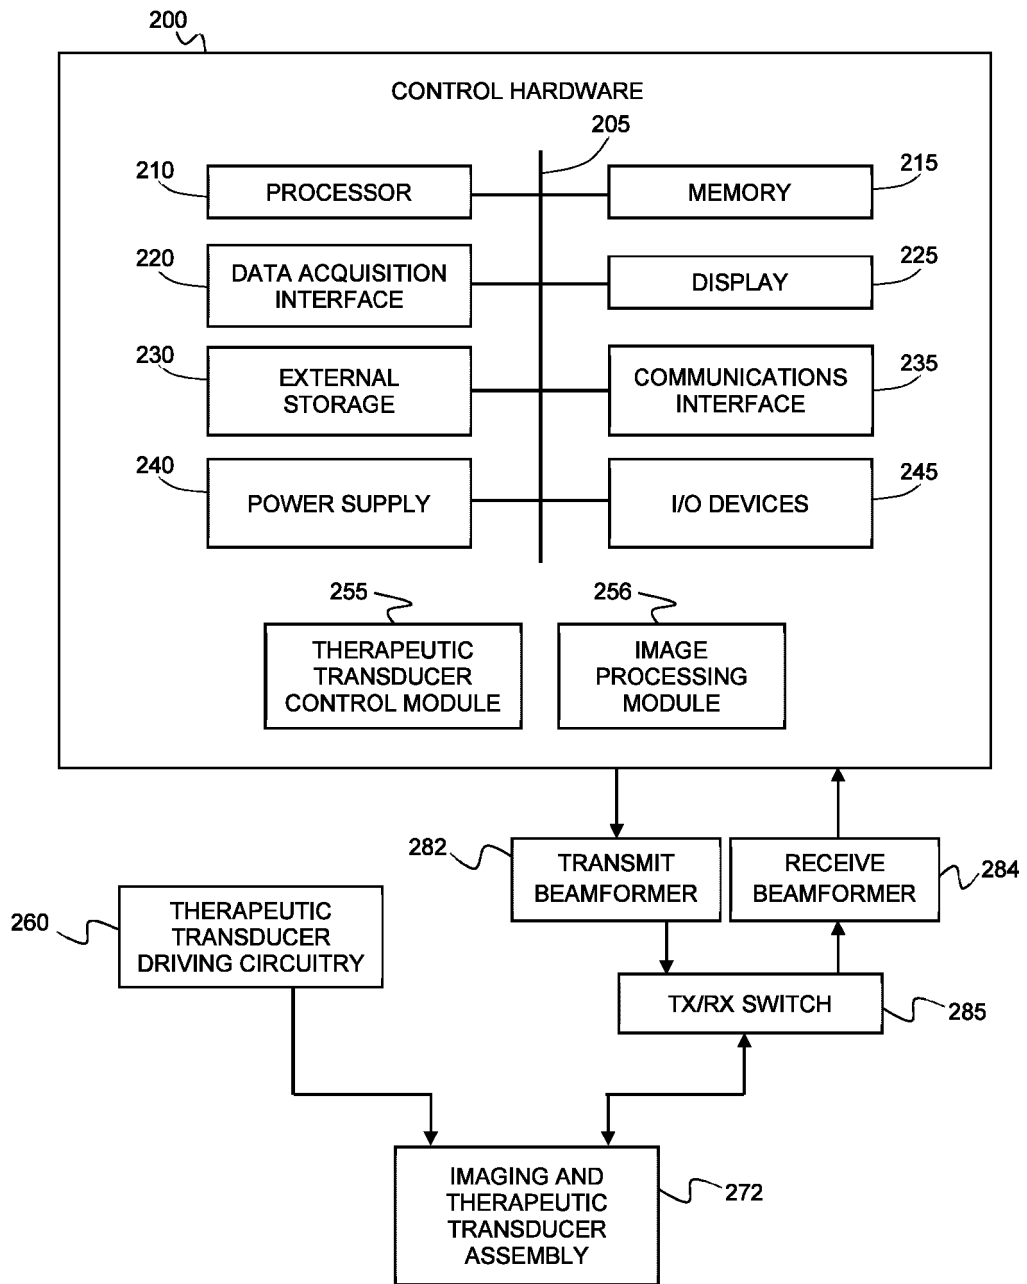 200
CONTROL HARDWARE
205
210
PROCESSOR
MEMORY
215
220
DATA ACQUISITION
INTERFACE
DISPLAY
225
230
EXTERNAL
STORAGE
COMMUNICATIONS
INTERFACE
235
240
POWER SUPPLY
I/O DEVICES
245
255
THERAPEUTIC
TRANSDUCER
CONTROL MODULE
256
IMAGE
PROCESSING
MODULE
282
TRANSMIT
BEAMFORMER
RECEIVE
BEAMFORMER
284
260
THERAPEUTIC
TRANSDUCER
DRIVING CIRCUITRY
TX/RX SWITCH
285
IMAGING AND
THERAPEUTIC
TRANSDUCER
ASSEMBLY
272